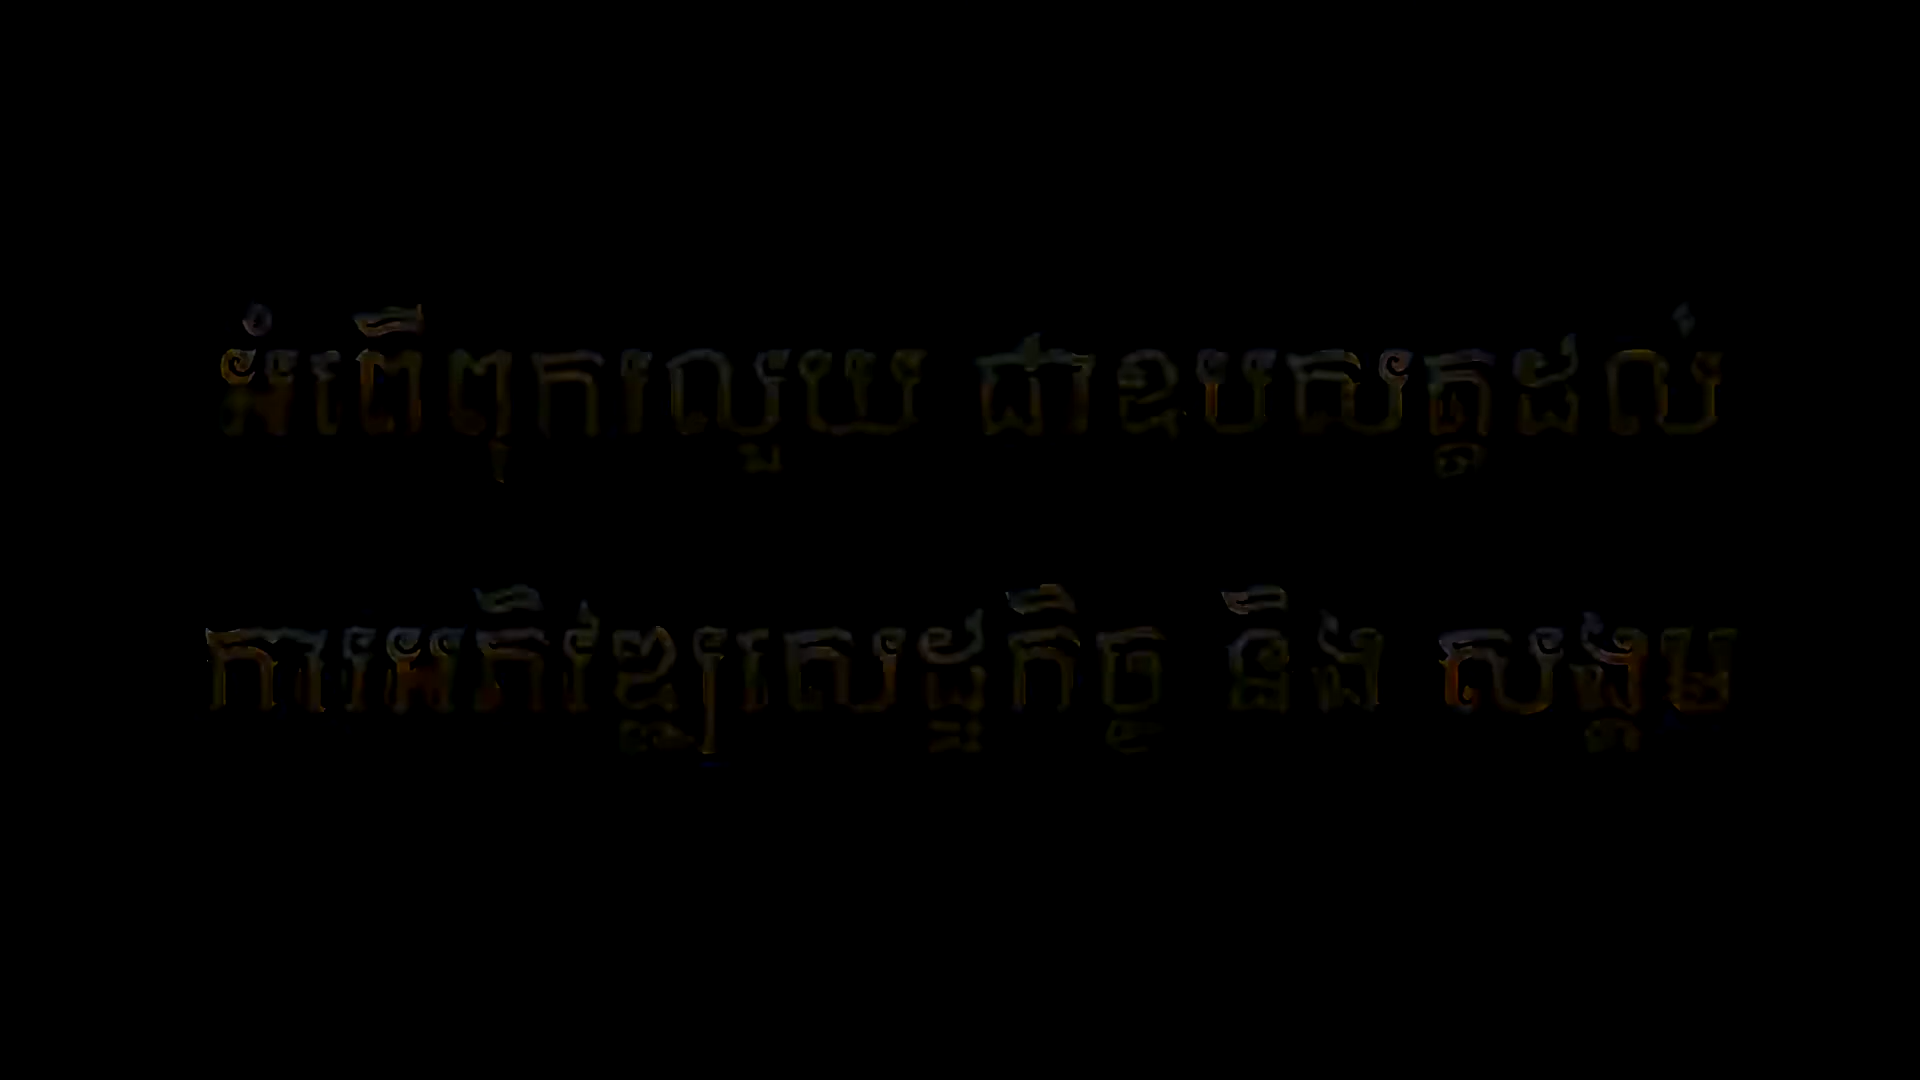 អំពើពុករលួយ ជាឧបសគ្គដល់
ការអភិវឌ្ឍរសេដ្ឋកិច្ច និង សង្គម